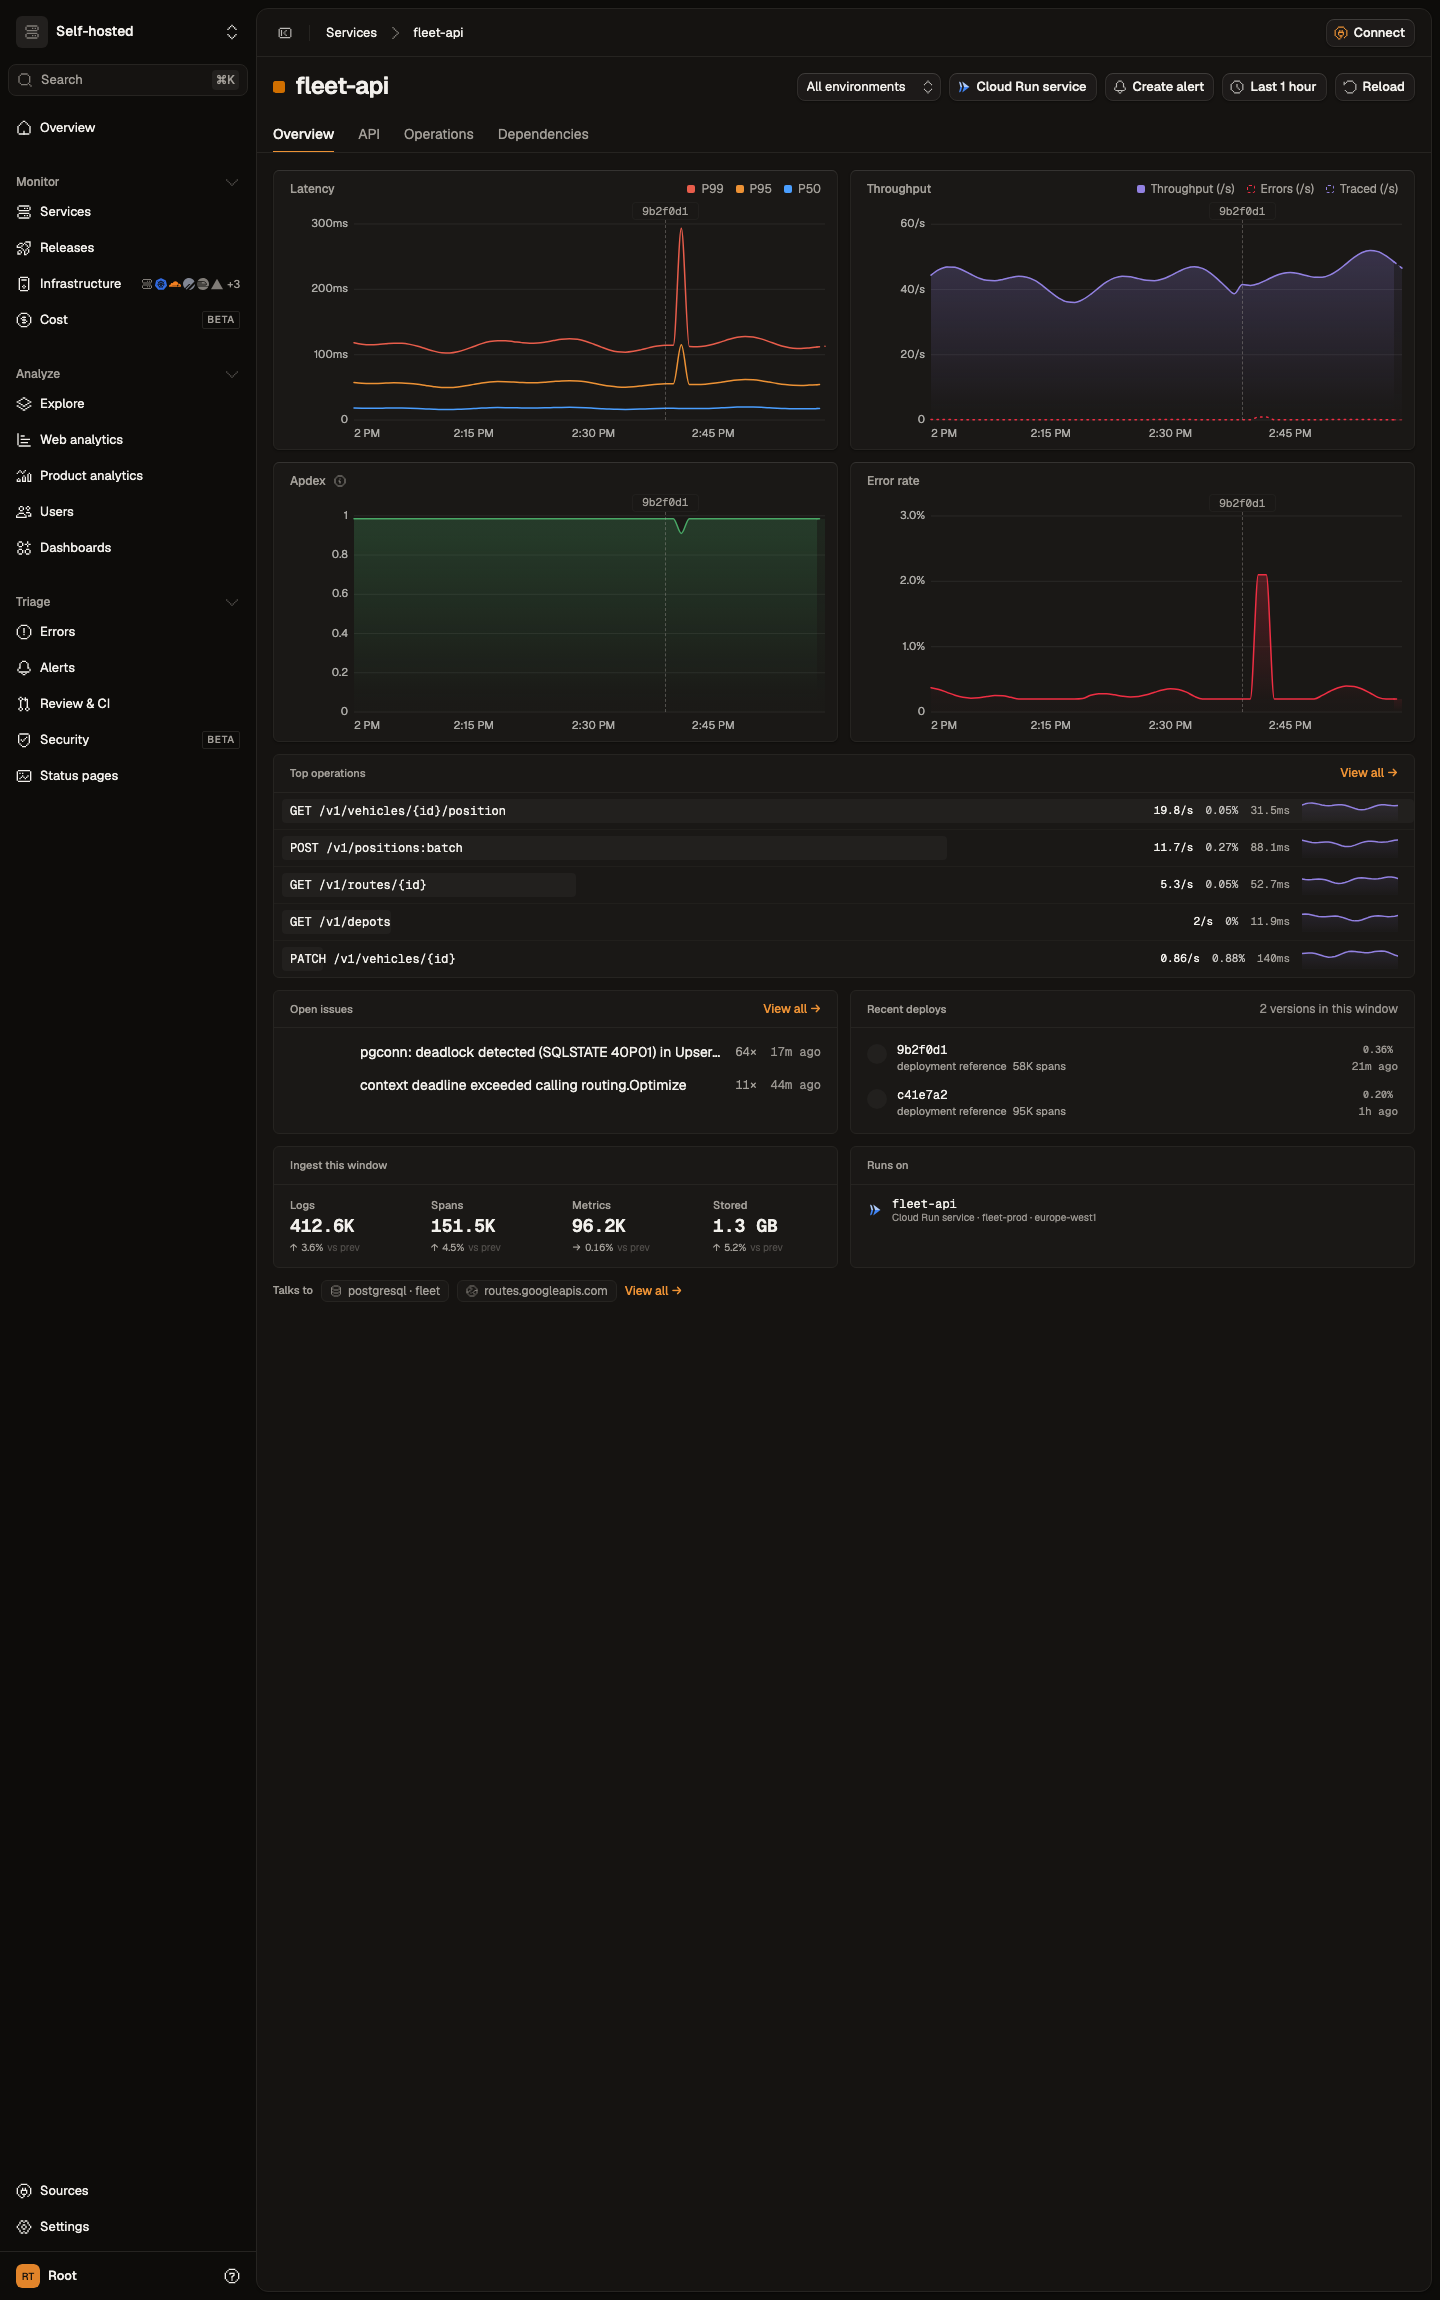 Self-hosted
Search ⌘K
Overview
Monitor
Services
Releases
Infrastructure +3
Cost BETA
Analyze
Explore
Web analytics
Product analytics
Users
Dashboards
Triage
Errors
Alerts
Review & CI
Security BETA
Status pages
Sources
Settings
RT Root
Services fleet-api
Connect
fleet-api
All environments Cloud Run service Create alert Last 1 hour Reload
Overview API Operations Dependencies
Latency P99 P95 P50
9b2f0d1
300ms
200ms
100ms
0
2 PM 2:15 PM 2:30 PM 2:45 PM
Throughput Throughput (/s) Errors (/s) Traced (/s)
9b2f0d1
60/s
40/s
20/s
0
2 PM 2:15 PM 2:30 PM 2:45 PM
Apdex
9b2f0d1
1
0.8
0.6
0.4
0.2
0
2 PM 2:15 PM 2:30 PM 2:45 PM
Error rate
9b2f0d1
3.0%
2.0%
1.0%
0
2 PM 2:15 PM 2:30 PM 2:45 PM
Top operations View all →
GET /v1/vehicles/{id}/position 19.8/s 0.05% 31.5ms
POST /v1/positions:batch 11.7/s 0.27% 88.1ms
GET /v1/routes/{id} 5.3/s 0.05% 52.7ms
GET /v1/depots 2/s 0% 11.9ms
PATCH /v1/vehicles/{id} 0.86/s 0.88% 140ms
Open issues View all →
pgconn: deadlock detected (SQLSTATE 40P01) in Upser... 64× 17m ago
context deadline exceeded calling routing.Optimize 11× 44m ago
Recent deploys 2 versions in this window
9b2f0d1 0.36%
deployment reference 58K spans 21m ago
c41e7a2 0.20%
deployment reference 95K spans 1h ago
Ingest this window
Logs Spans Metrics Stored
412.6K 151.5K 96.2K 1.3 GB
↑ 3.6% vs prev ↑ 4.5% vs prev → 0.16% vs prev ↑ 5.2% vs prev
Runs on
fleet-api
Cloud Run service · fleet-prod · europe-west1
Talks to postgresql · fleet routes.googleapis.com View all →